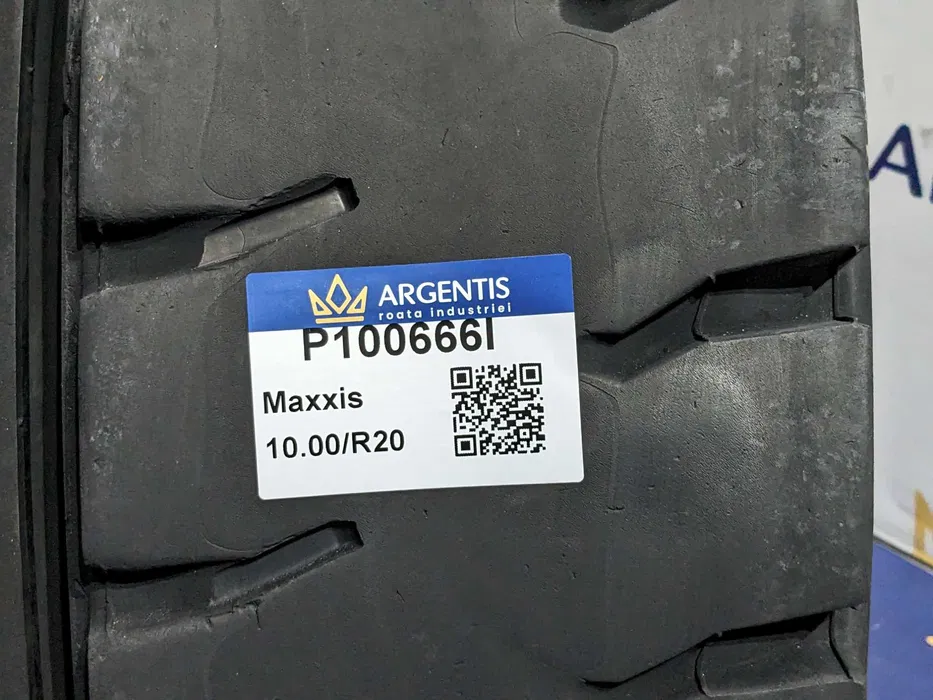 ARGENTIS
roata industriei
P100666I
Maxxis
10.00/R20